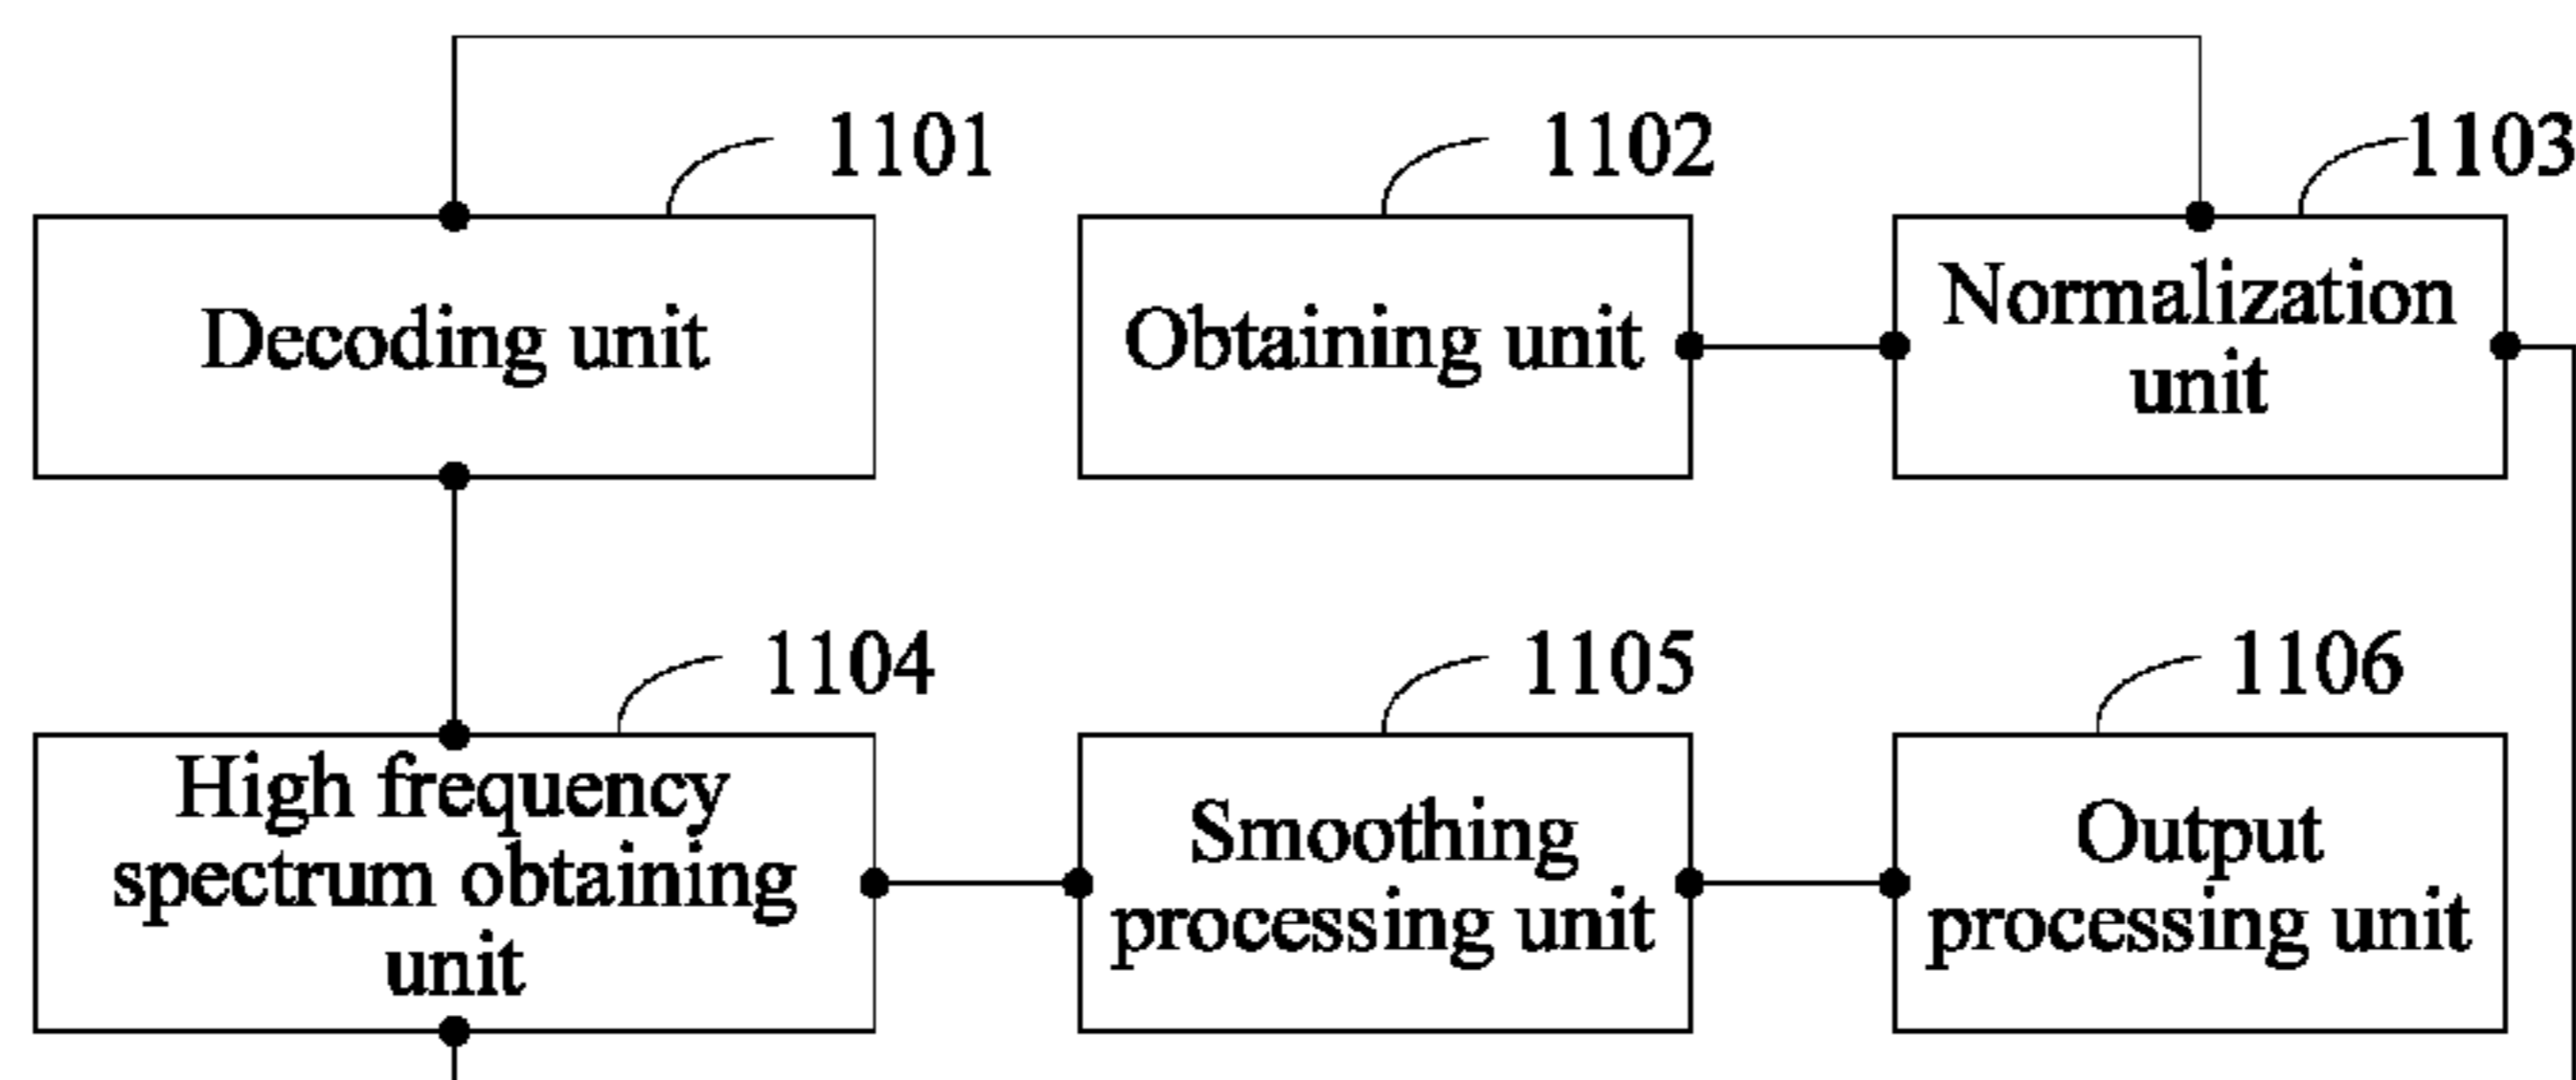 1101
1102
1103
Decoding unit
Obtaining unit
Normalization
unit
1104
1105
1106
High frequency
spectrum obtaining
unit
Smoothing
processing unit
Output
processing unit